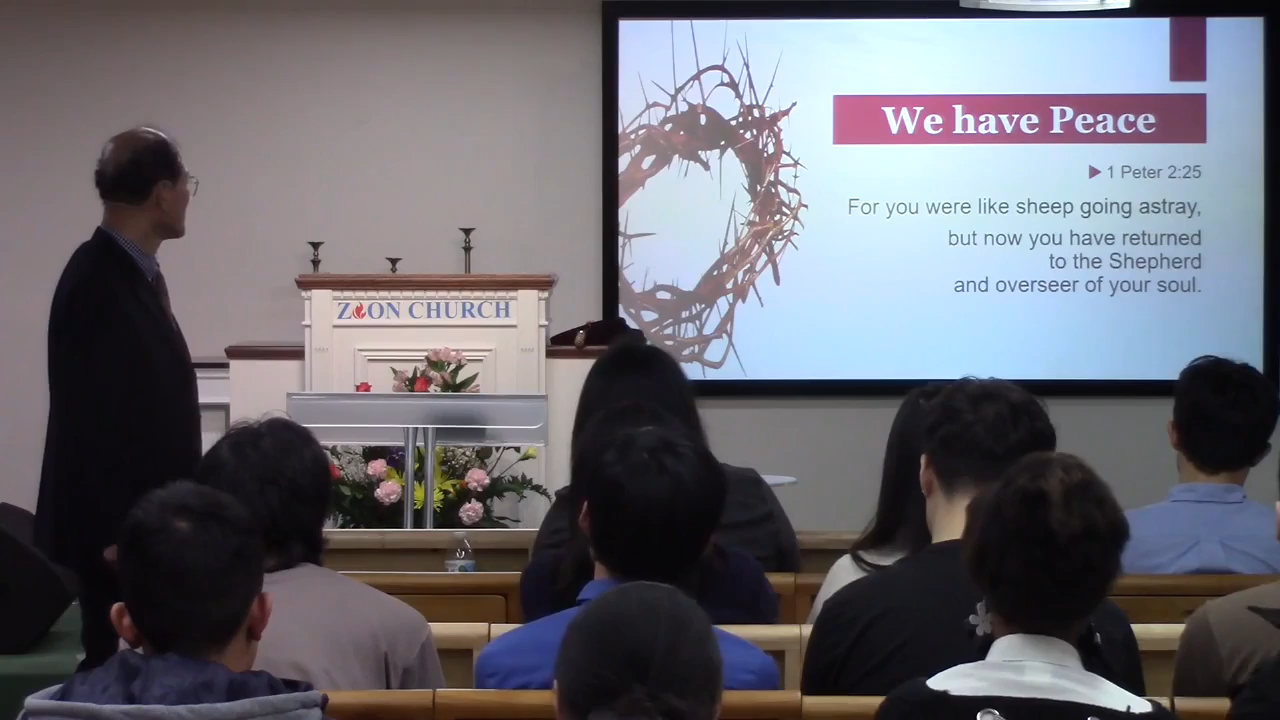 We have Peace
▶ 1 Peter 2:25
For you were like sheep going astray,
but now you have returned
to the Shepherd
and overseer of your soul.
ZION CHURCH